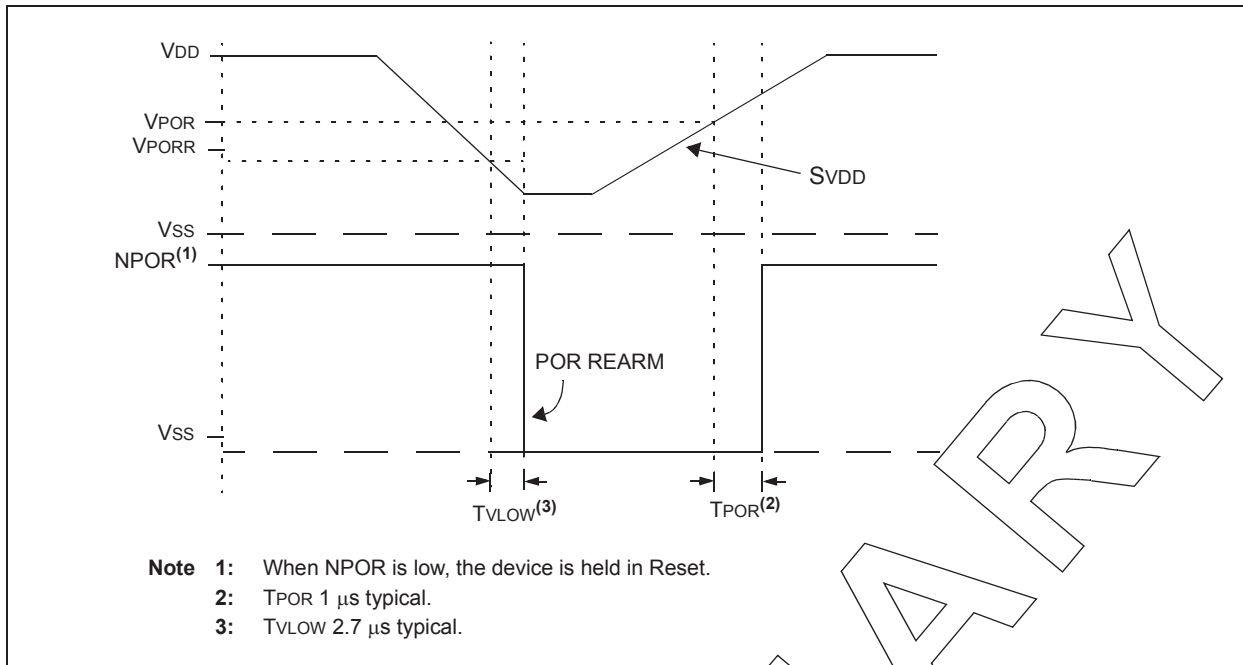 VDD
VPOR
VPORR
SVDD
VSS
NPOR(1)
POR REARM
VSS
TVLOW(3)
TPOR(2)
Note 1: When NPOR is low, the device is held in Reset.
2: TPOR 1 μs typical.
3: TVLOW 2.7 μs typical.
A R Y